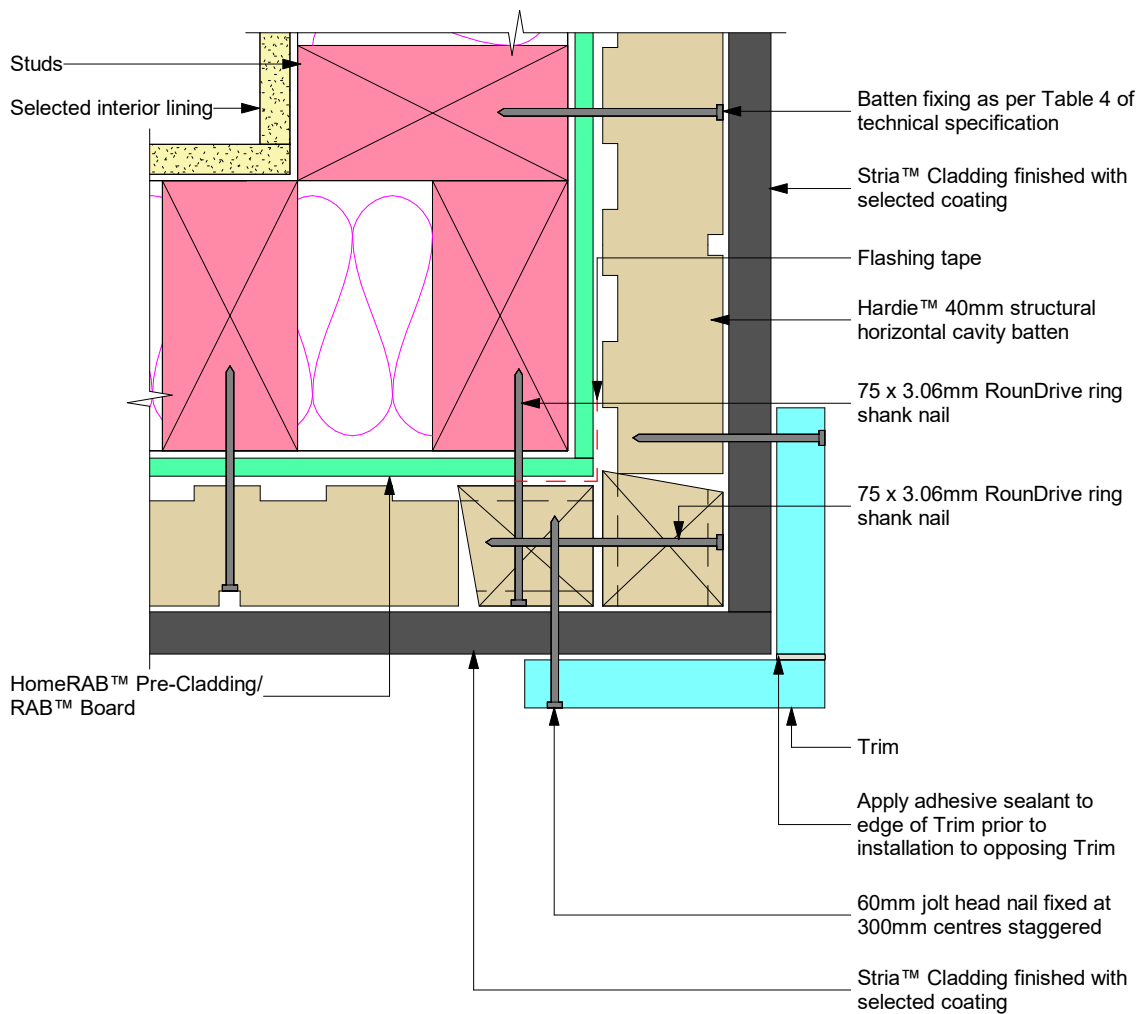 Studs
Selected interior lining
HomeRAB™ Pre-Cladding/
RAB™ Board
Batten fixing as per Table 4 of
technical specification
Stria™ Cladding finished with
selected coating
Flashing tape
Hardie™ 40mm structural
horizontal cavity batten
75 x 3.06mm RounDrive ring
shank nail
75 x 3.06mm RounDrive ring
shank nail
Trim
Apply adhesive sealant to
edge of Trim prior to
installation to opposing Trim
60mm jolt head nail fixed at
300mm centres staggered
Stria™ Cladding finished with
selected coating